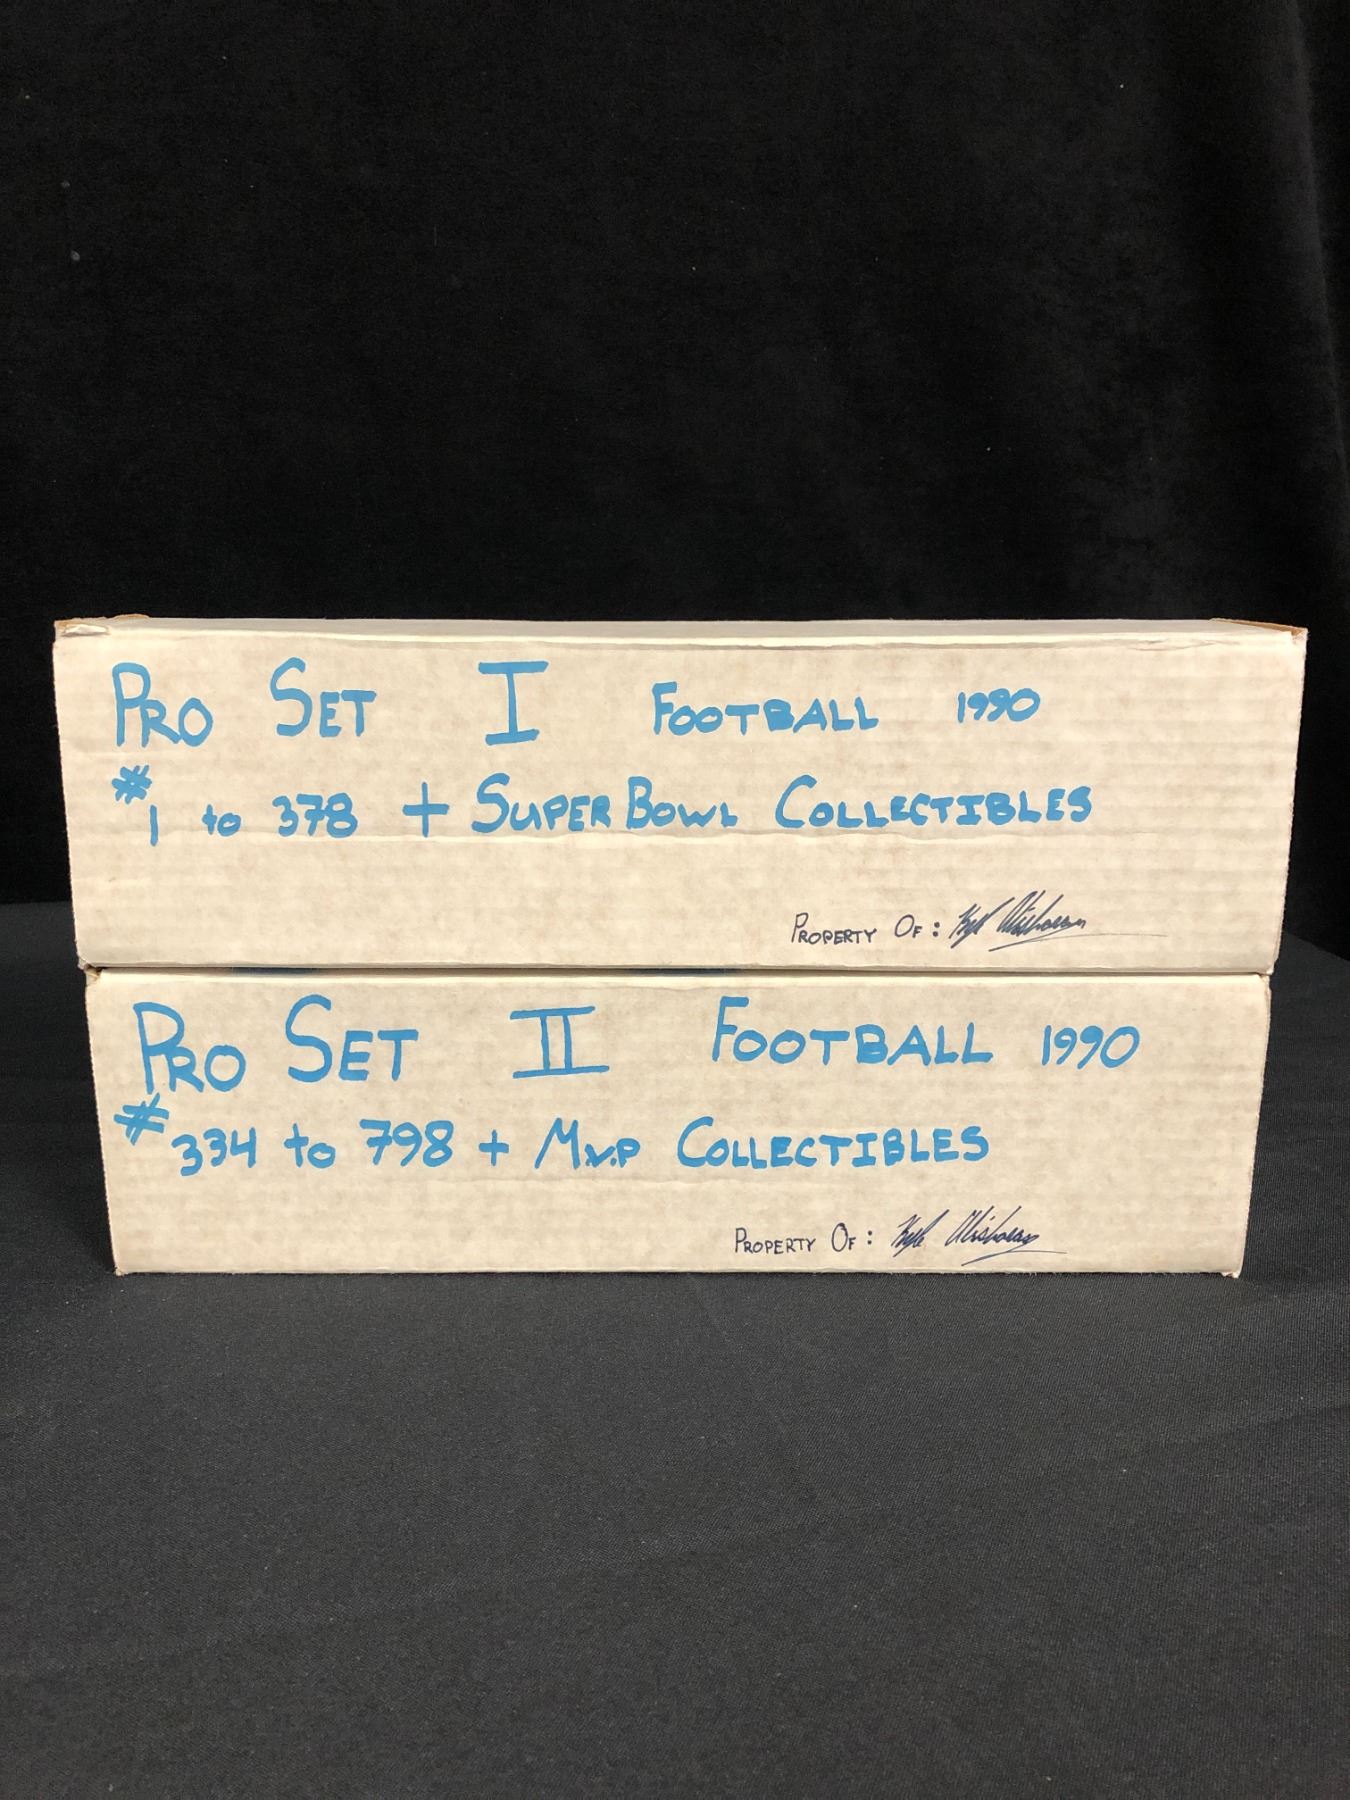 PRO SET I FOOTBALL 1990
#1 to 378 + SUPER BOWL COLLECTIBLES
PROPERTY OF:
PRO SET II FOOTBALL 1990
#334 to 798 + M.V.P COLLECTIBLES
PROPERTY OF: Kyle